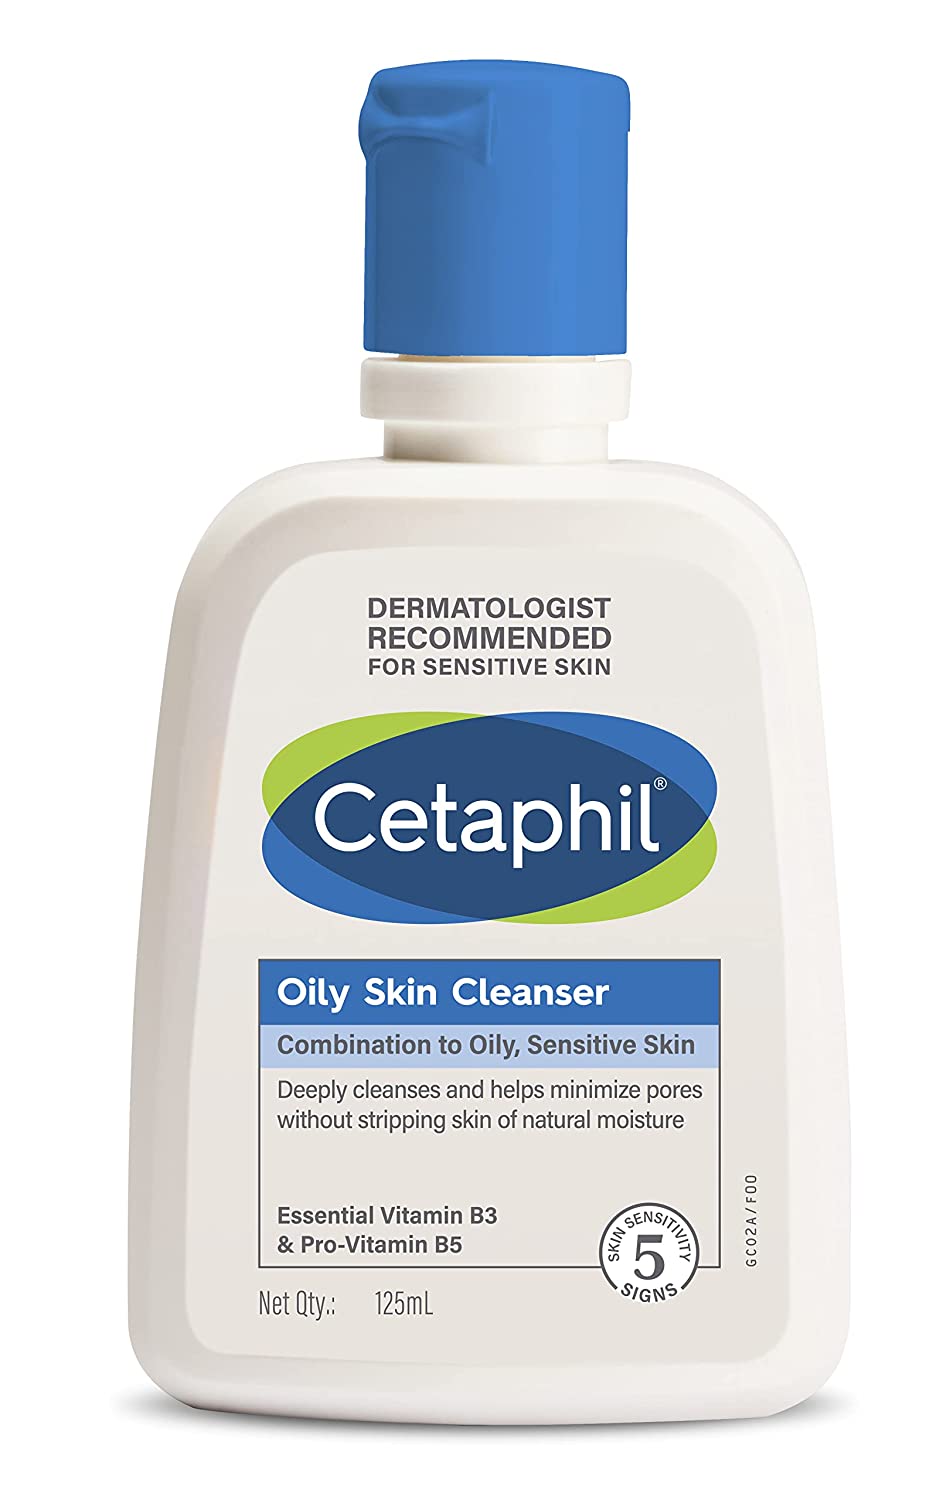 DERMATOLOGIST
RECOMMENDED
FOR SENSITIVE SKIN
Cetaphil®
Oily Skin Cleanser
Combination to Oily, Sensitive Skin
Deeply cleanses and helps minimize pores
without stripping skin of natural moisture
Essential Vitamin B3
& Pro-Vitamin B5
SKIN SENSITIVITY
5
SIGNS
Net Qty.: 125mL
GC02A/F00